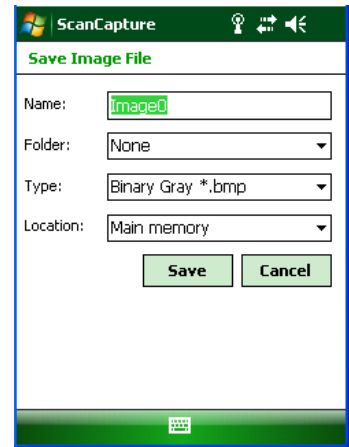 ScanCapture
Save Image File
Name: Image0
Folder: None
Type: Binary Gray *.bmp
Location: Main memory
Save Cancel